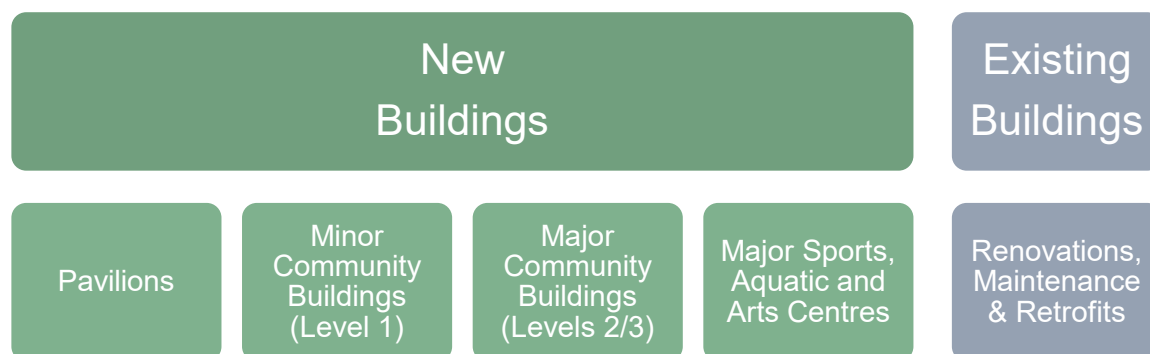 New
Buildings
Existing
Buildings
Pavilions
Minor
Community
Buildings
(Level 1)
Major
Community
Buildings
(Levels 2/3)
Major Sports,
Aquatic and
Arts Centres
Renovations,
Maintenance
& Retrofits